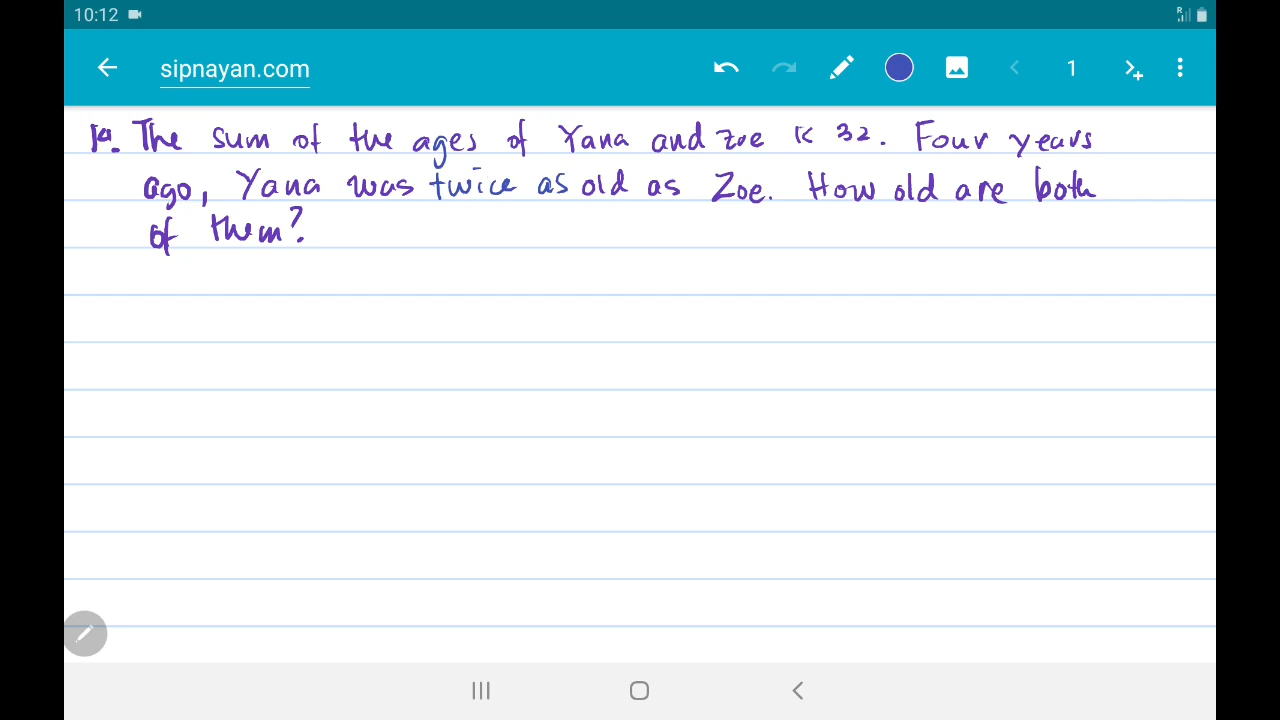 10:12
sipnayan.com
1
19. The sum of the ages of Yana and Zoe is 32. Four years
ago, Yana was twice as old as Zoe. How old are both
of them?